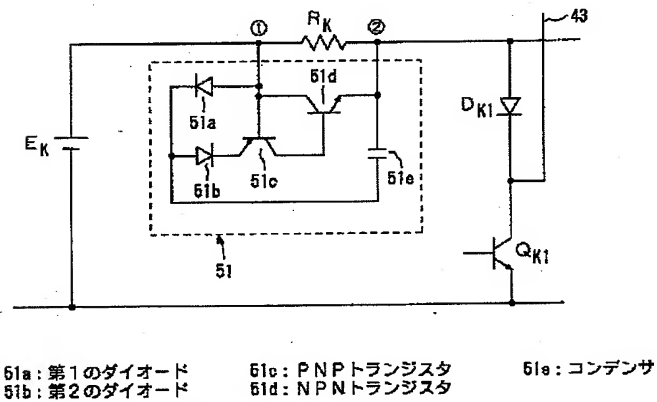 ① R_K ② 43
51d
51a
D_K1
E_K
51b 51c 51e
51
Q_K1
51a:第1のダイオード 51c:PNPトランジスタ 51e:コンデンサ
51b:第2のダイオード 51d:NPNトランジスタ